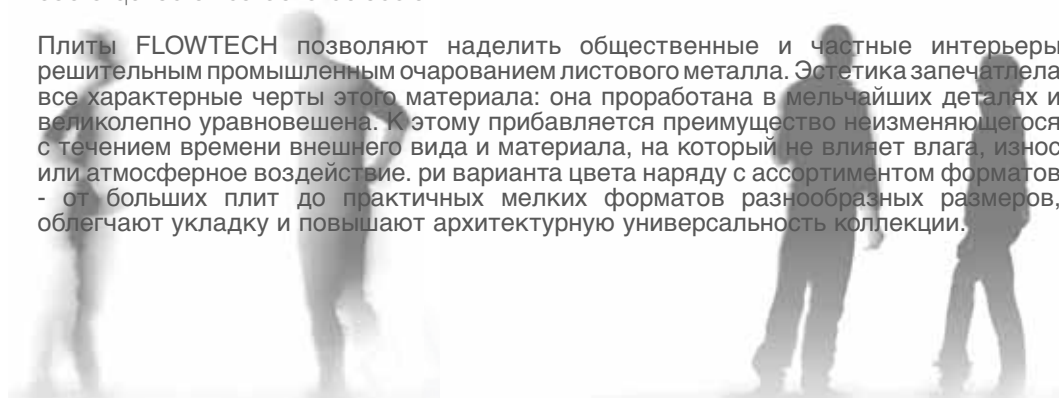 Плиты FLOWTECH позволяют наделить общественные и частные интерьеры
решительным промышленным очарованием листового металла. Эстетика запечатлела
все характерные черты этого материала: она проработана в мельчайших деталях и
великолепно уравновешена. К этому прибавляется преимущество неизменяющегося
с течением времени внешнего вида и материала, на который не влияет влага, износ
или атмосферное воздействие. ри варианта цвета наряду с ассортиментом форматов
- от больших плит до практичных мелких форматов разнообразных размеров,
облегчают укладку и повышают архитектурную универсальность коллекции.